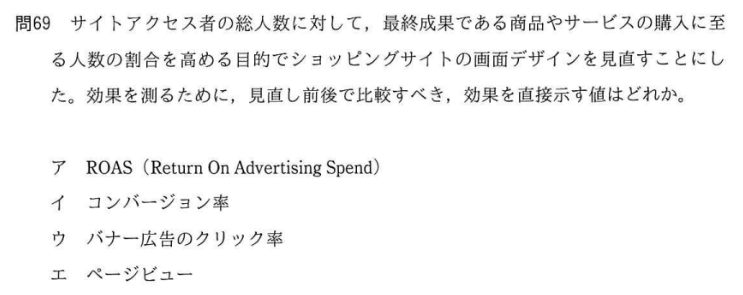 問69 サイトアクセス者の総人数に対して，最終成果である商品やサービスの購入に至
る人数の割合を高める目的でショッピングサイトの画面デザインを見直すことにし
た。効果を測るために，見直し前後で比較すべき，効果を直接示す値はどれか。
ア ROAS（Return On Advertising Spend）
イ コンバージョン率
ウ バナー広告のクリック率
エ ページビュー